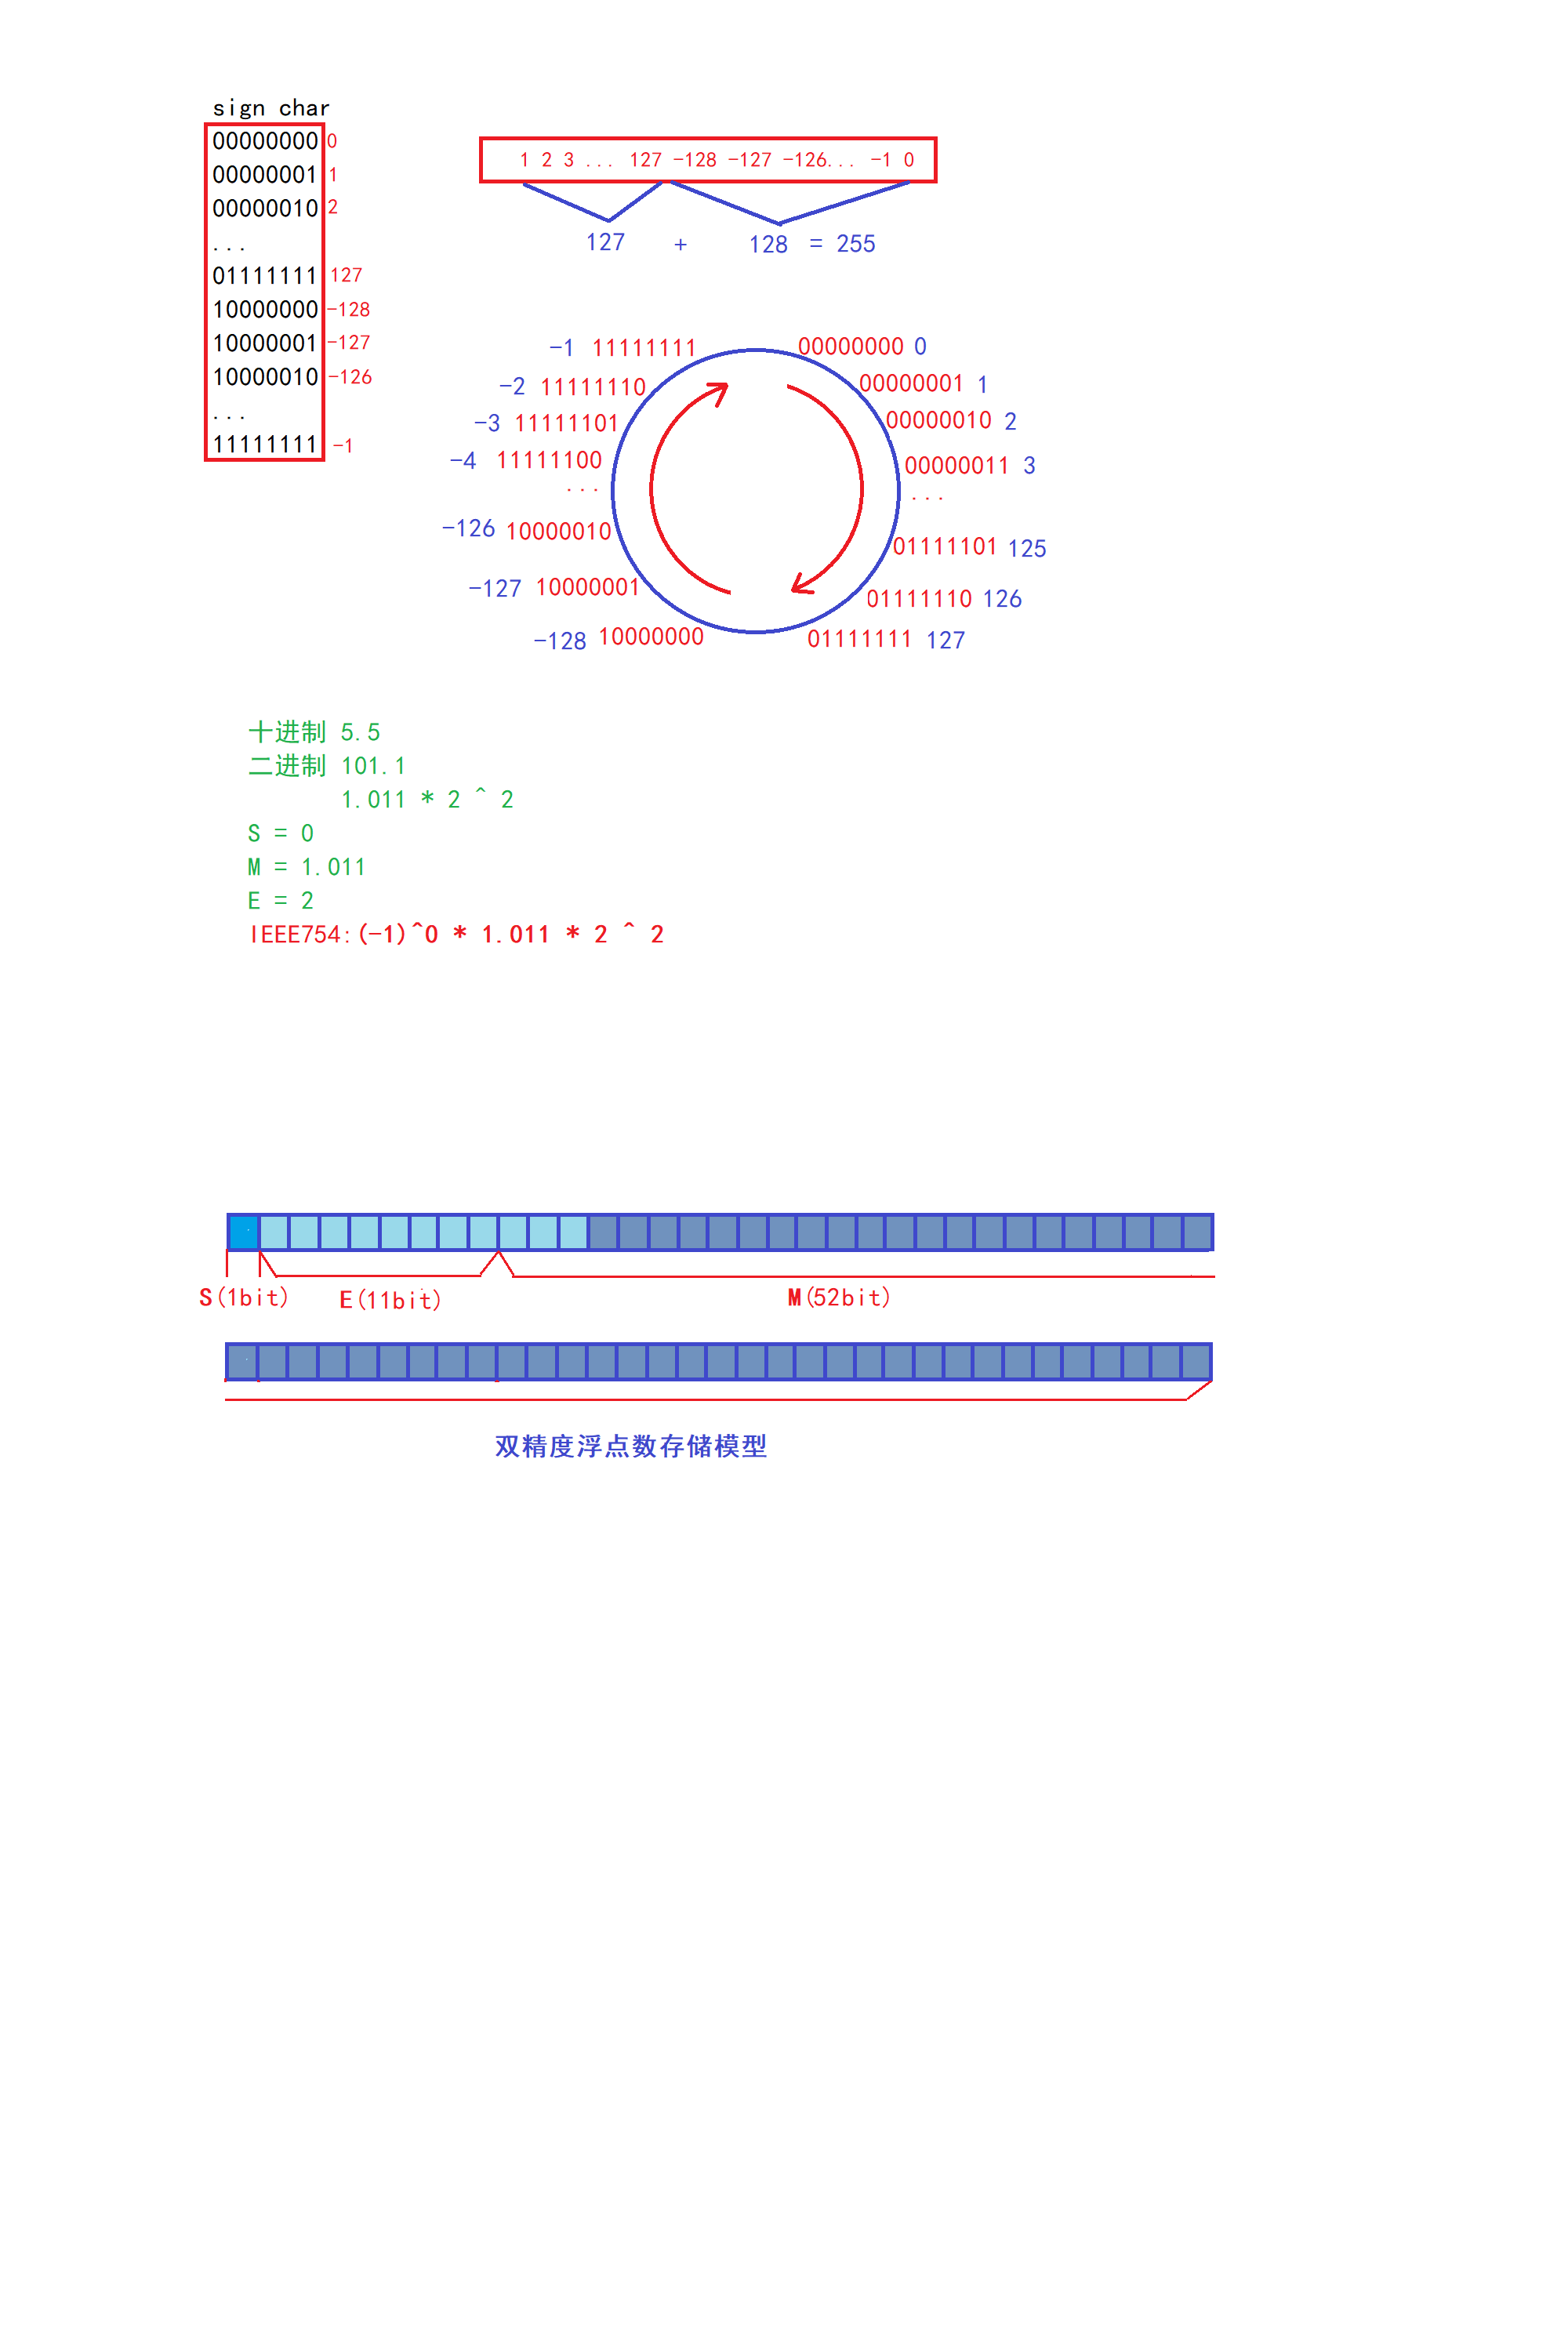 sign char
00000000 0
00000001 1
00000010 2
...
01111111 127
10000000 -128
10000001 -127
10000010 -126
...
11111111 -1
1 2 3 ... 127 -128 -127 -126... -1 0
127 + 128 = 255
-1 11111111
-2 11111110
-3 11111101
-4 11111100
...
-126 10000010
-127 10000001
-128 10000000
00000000 0
00000001 1
00000010 2
00000011 3
...
01111101 125
01111110 126
01111111 127
十进制 5.5
二进制 101.1
1.011 * 2 ^ 2
S = 0
M = 1.011
E = 2
IEEE754:(-1)^0 * 1.011 * 2 ^ 2
S(1bit) E(11bit) M(52bit)
双精度浮点数存储模型